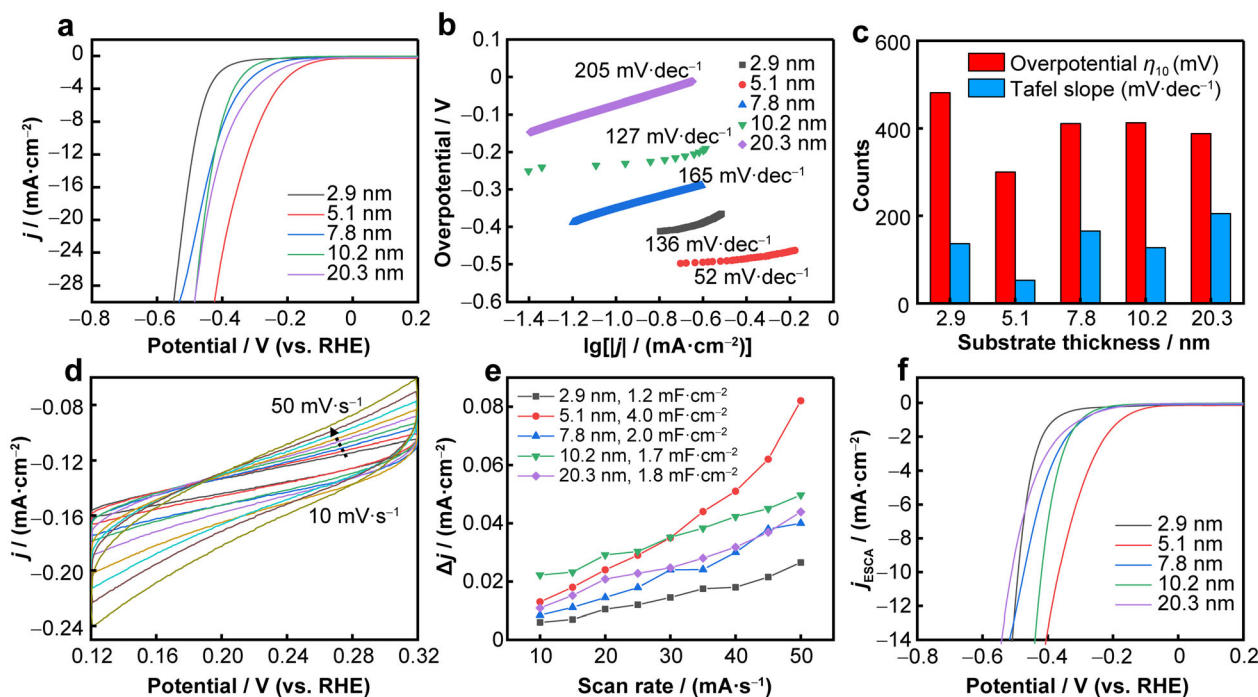 a
0
−4
−8
−12
−16
−20
−24
−28
j / (mA·cm−2)
2.9 nm
5.1 nm
7.8 nm
10.2 nm
20.3 nm
−0.8 −0.6 −0.4 −0.2 0 0.2
Potential / V (vs. RHE)
b
0.1
0
−0.1
−0.2
−0.3
−0.4
−0.5
−0.6
Overpotential / V
205 mV·dec−1
127 mV·dec−1
165 mV·dec−1
136 mV·dec−1
52 mV·dec−1
2.9 nm
5.1 nm
7.8 nm
10.2 nm
20.3 nm
−1.4 −1.2 −1.0 −0.8 −0.6 −0.4 −0.2 0
lg[|j| / (mA·cm−2)]
c
600
400
200
0
Counts
Overpotential η10 (mV)
Tafel slope (mV·dec−1)
2.9 5.1 7.8 10.2 20.3
Substrate thickness / nm
d
−0.08
−0.12
−0.16
−0.20
−0.24
j / (mA·cm−2)
50 mV·s−1
10 mV·s−1
0.12 0.16 0.20 0.24 0.28 0.32
Potential / V (vs. RHE)
e
0.08
0.06
0.04
0.02
0
Δj / (mA·cm−2)
2.9 nm, 1.2 mF·cm−2
5.1 nm, 4.0 mF·cm−2
7.8 nm, 2.0 mF·cm−2
10.2 nm, 1.7 mF·cm−2
20.3 nm, 1.8 mF·cm−2
10 20 30 40 50
Scan rate / (mA·s−1)
f
0
−2
−4
−6
−8
−10
−12
−14
jESCA / (mA·cm−2)
2.9 nm
5.1 nm
7.8 nm
10.2 nm
20.3 nm
−0.8 −0.6 −0.4 −0.2 0 0.2
Potential / V (vs. RHE)